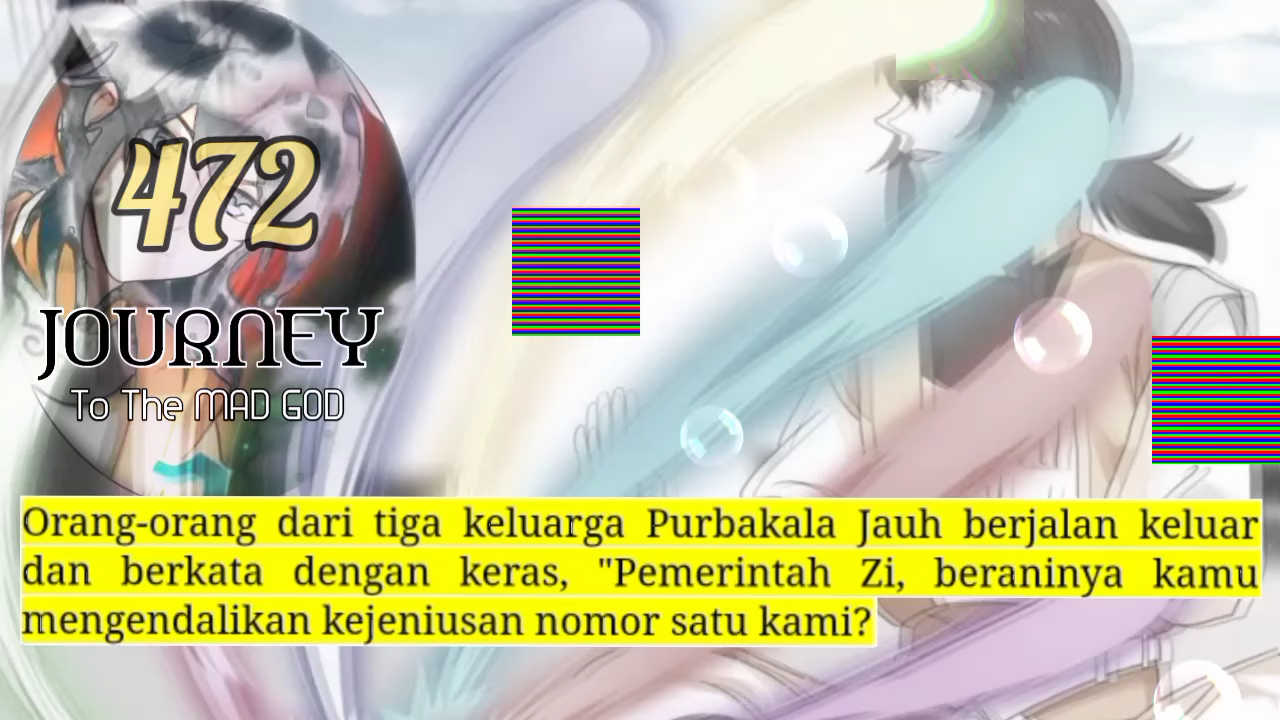 472
JOURNEY
To The MAD GOD
Orang-orang dari tiga keluarga Purbakala Jauh berjalan keluar
dan berkata dengan keras, "Pemerintah Zi, beraninya kamu
mengendalikan kejeniusan nomor satu kami?